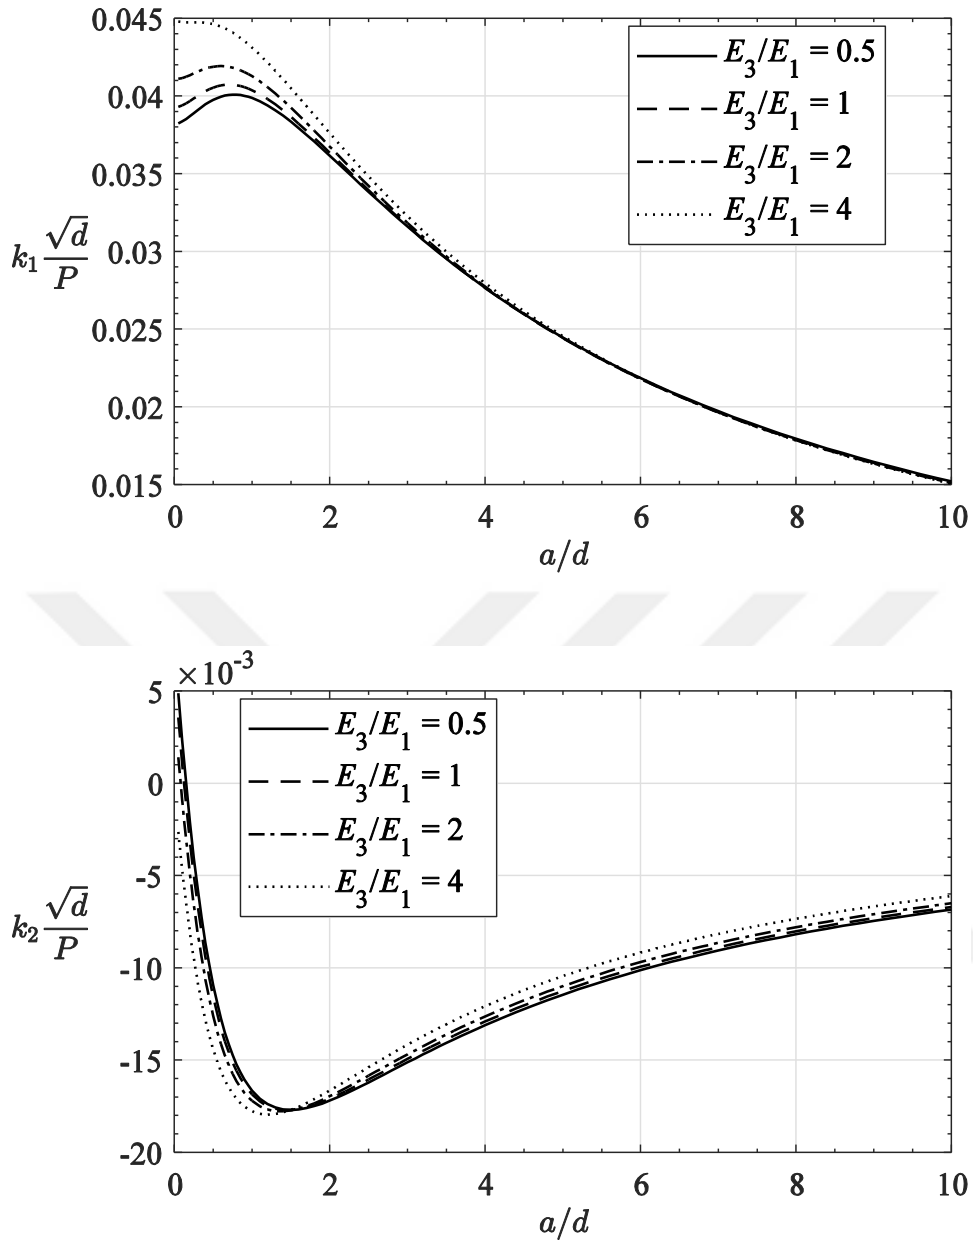 0.045
E3/E1 = 0.5
0.04
E3/E1 = 1
E3/E1 = 2
0.035
E3/E1 = 4
k1 √d/P
0.03
0.025
0.02
0.015
0 2 4 6 8 10
a/d
×10-3
5
E3/E1 = 0.5
0
E3/E1 = 1
E3/E1 = 2
-5
E3/E1 = 4
k2 √d/P
-10
-15
-20
0 2 4 6 8 10
a/d